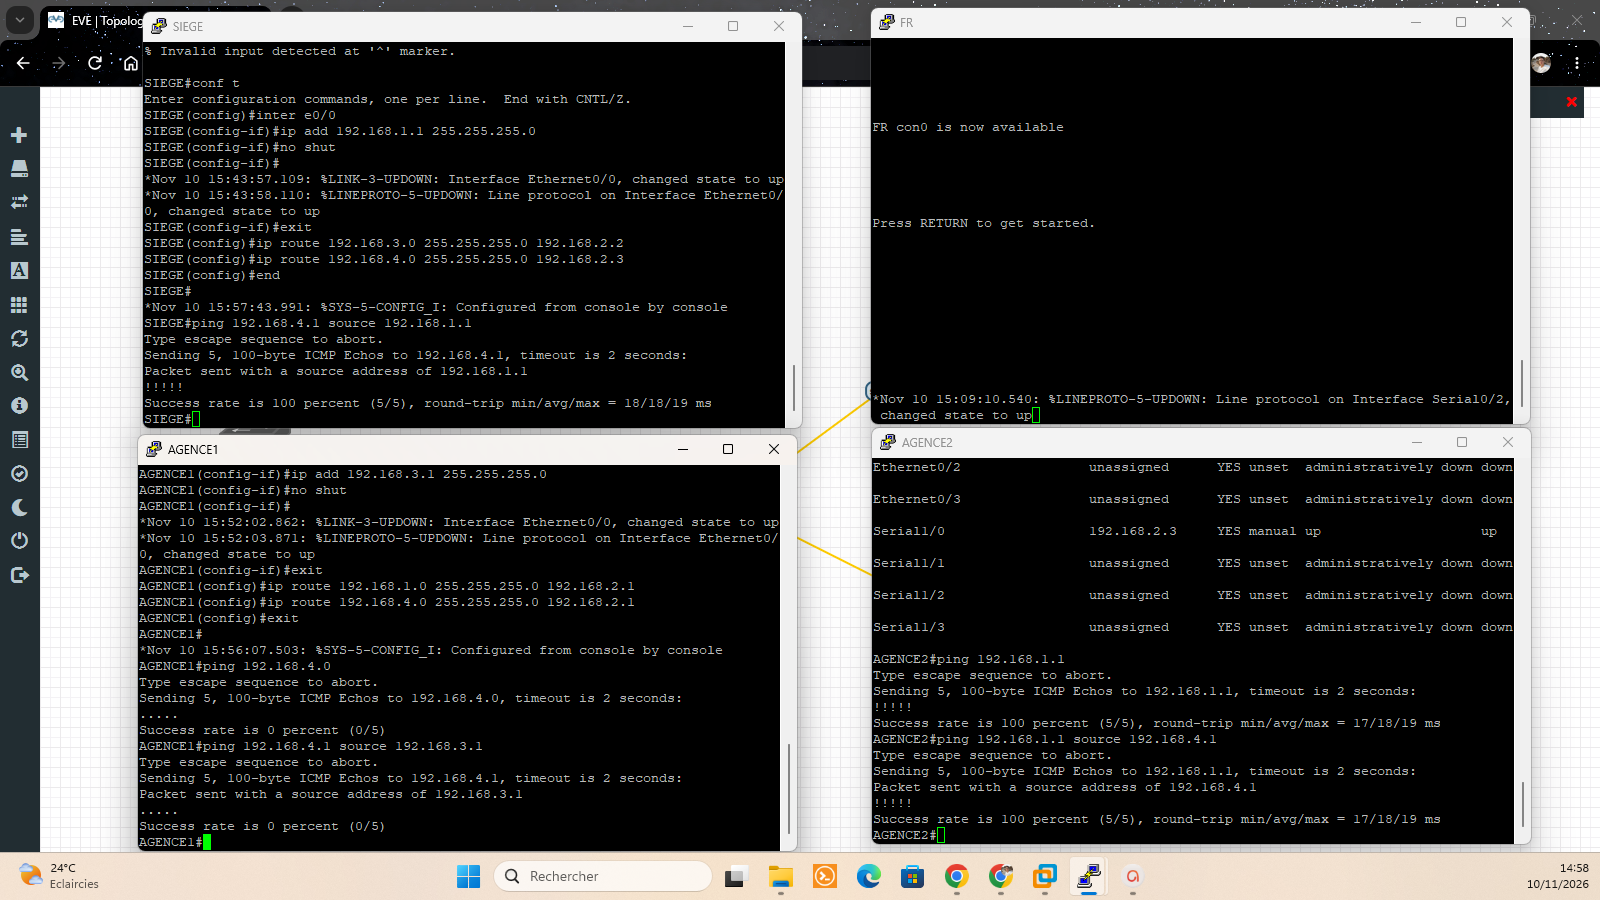 EVE | Topolog
SIEGE
% Invalid input detected at '^' marker.
SIEGE#conf t
Enter configuration commands, one per line.  End with CNTL/Z.
SIEGE(config)#inter e0/0
SIEGE(config-if)#ip add 192.168.1.1 255.255.255.0
SIEGE(config-if)#no shut
SIEGE(config-if)#
*Nov 10 15:43:57.109: %LINK-3-UPDOWN: Interface Ethernet0/0, changed state to up
*Nov 10 15:43:58.110: %LINEPROTO-5-UPDOWN: Line protocol on Interface Ethernet0/
0, changed state to up
SIEGE(config-if)#exit
SIEGE(config)#ip route 192.168.3.0 255.255.255.0 192.168.2.2
SIEGE(config)#ip route 192.168.4.0 255.255.255.0 192.168.2.3
SIEGE(config)#end
SIEGE#
*Nov 10 15:57:43.991: %SYS-5-CONFIG_I: Configured from console by console
SIEGE#ping 192.168.4.1 source 192.168.1.1
Type escape sequence to abort.
Sending 5, 100-byte ICMP Echos to 192.168.4.1, timeout is 2 seconds:
Packet sent with a source address of 192.168.1.1
!!!!!
Success rate is 100 percent (5/5), round-trip min/avg/max = 18/18/19 ms
SIEGE#
FR
FR con0 is now available
Press RETURN to get started.
*Nov 10 15:09:10.540: %LINEPROTO-5-UPDOWN: Line protocol on Interface Serial0/2,
changed state to up
AGENCE1
AGENCE1(config-if)#ip add 192.168.3.1 255.255.255.0
AGENCE1(config-if)#no shut
AGENCE1(config-if)#
*Nov 10 15:52:02.862: %LINK-3-UPDOWN: Interface Ethernet0/0, changed state to up
*Nov 10 15:52:03.871: %LINEPROTO-5-UPDOWN: Line protocol on Interface Ethernet0/
0, changed state to up
AGENCE1(config-if)#exit
AGENCE1(config)#ip route 192.168.1.0 255.255.255.0 192.168.2.1
AGENCE1(config)#ip route 192.168.4.0 255.255.255.0 192.168.2.1
AGENCE1(config)#exit
AGENCE1#
*Nov 10 15:56:07.503: %SYS-5-CONFIG_I: Configured from console by console
AGENCE1#ping 192.168.4.0
Type escape sequence to abort.
Sending 5, 100-byte ICMP Echos to 192.168.4.0, timeout is 2 seconds:
.....
Success rate is 0 percent (0/5)
AGENCE1#ping 192.168.4.1 source 192.168.3.1
Type escape sequence to abort.
Sending 5, 100-byte ICMP Echos to 192.168.4.1, timeout is 2 seconds:
Packet sent with a source address of 192.168.3.1
.....
Success rate is 0 percent (0/5)
AGENCE1#
AGENCE2
Ethernet0/2 unassigned YES unset administratively down down
Ethernet0/3 unassigned YES unset administratively down down
Serial1/0 192.168.2.3 YES manual up up
Serial1/1 unassigned YES unset administratively down down
Serial1/2 unassigned YES unset administratively down down
Serial1/3 unassigned YES unset administratively down down
AGENCE2#ping 192.168.1.1
Type escape sequence to abort.
Sending 5, 100-byte ICMP Echos to 192.168.1.1, timeout is 2 seconds:
!!!!!
Success rate is 100 percent (5/5), round-trip min/avg/max = 17/18/19 ms
AGENCE2#ping 192.168.1.1 source 192.168.4.1
Type escape sequence to abort.
Sending 5, 100-byte ICMP Echos to 192.168.1.1, timeout is 2 seconds:
Packet sent with a source address of 192.168.4.1
!!!!!
Success rate is 100 percent (5/5), round-trip min/avg/max = 17/18/19 ms
AGENCE2#
24°C
Eclaircies
Rechercher
14:58
10/11/2026